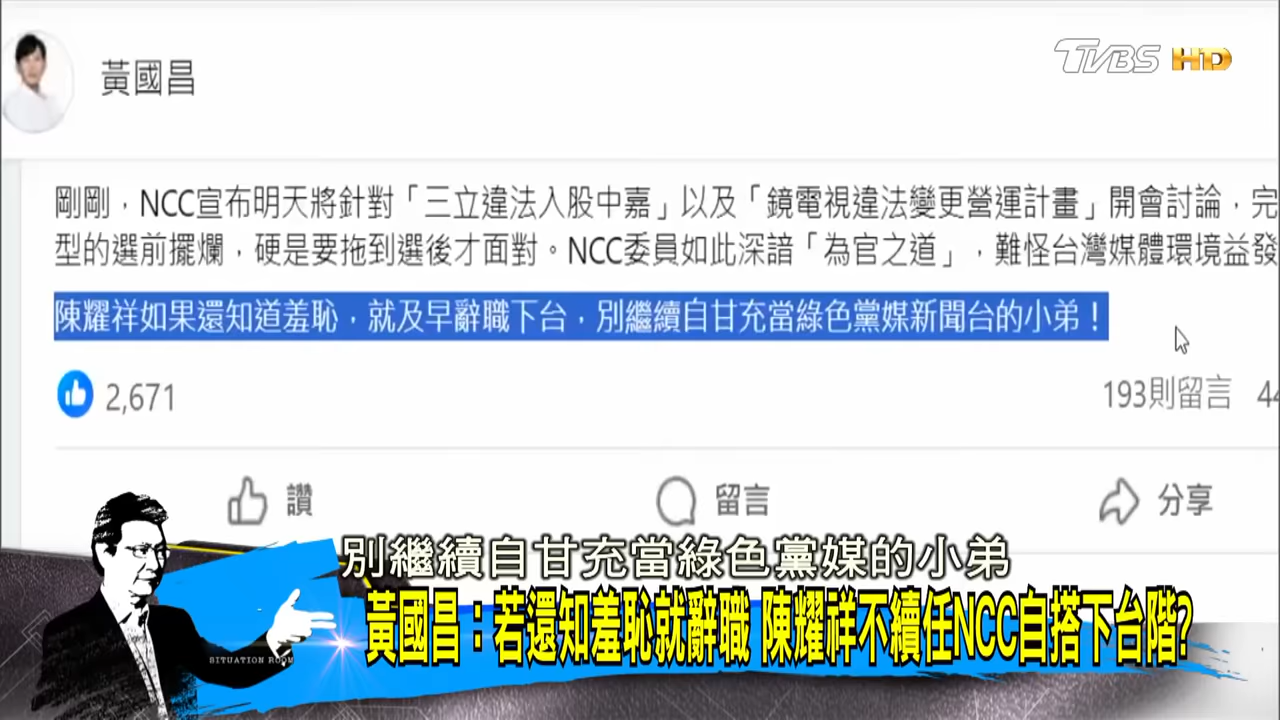 TVBS HD
黃國昌
剛剛，NCC宣布明天將針對「三立違法入股中嘉」以及「鏡電視違法變更營運計畫」開會討論，完
型的選前擺爛，硬是要拖到選後才面對。NCC委員如此深諳「為官之道」，難怪台灣媒體環境益發
陳耀祥如果還知道羞恥，就及早辭職下台，別繼續自甘充當綠色黨媒新聞台的小弟！
2,671
193則留言 44
讚 留言 分享
別繼續自甘充當綠色黨媒的小弟
黃國昌：若還知羞恥就辭職 陳耀祥不續任NCC自搭下台階?
SITUATION ROOM